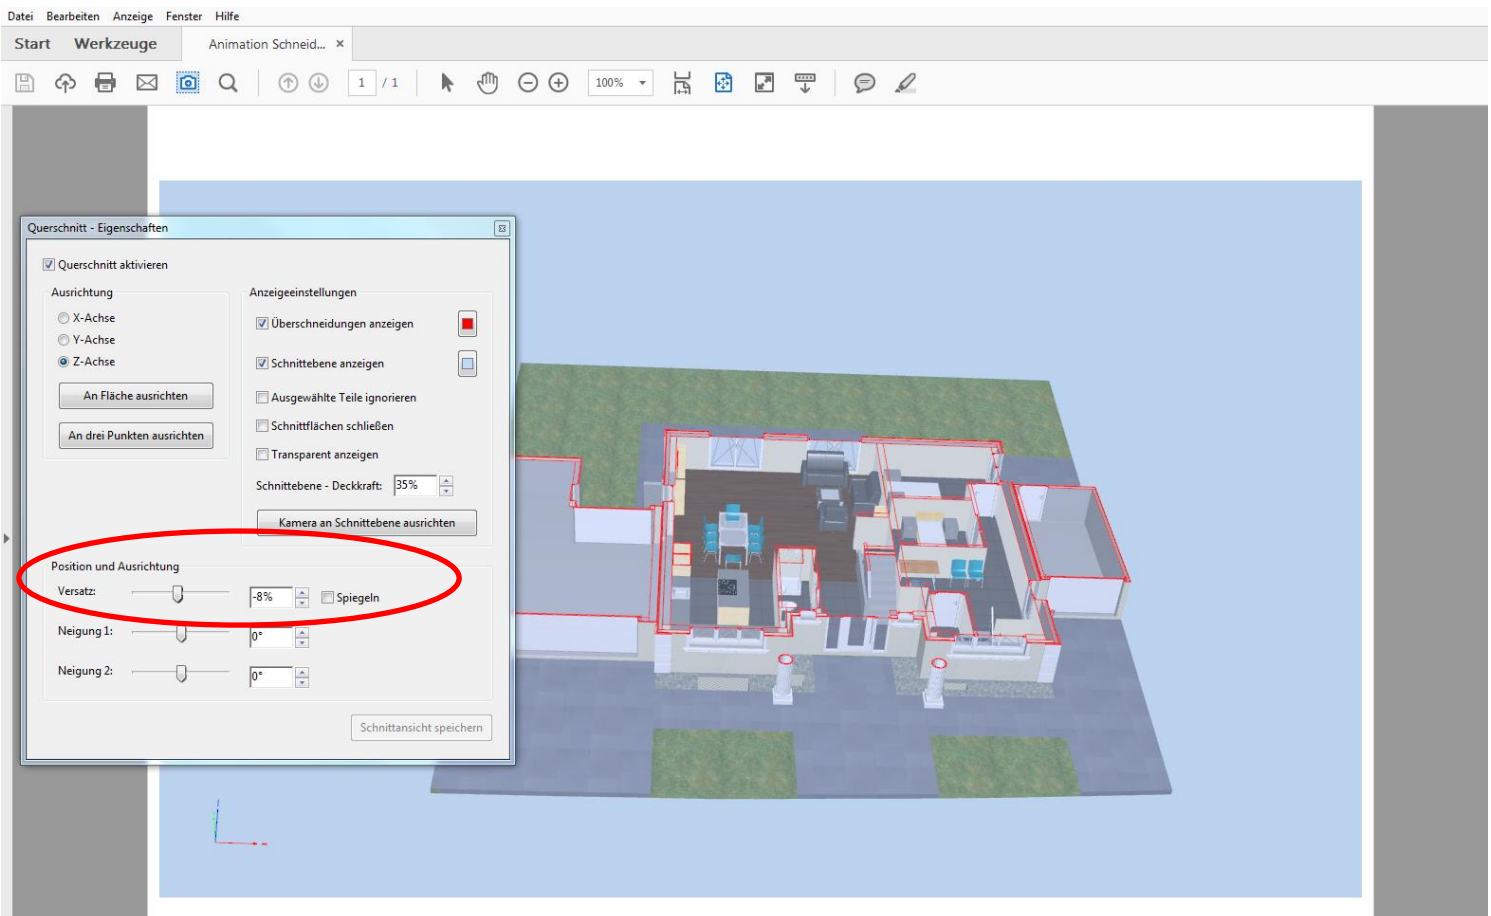 Datei Bearbeiten Anzeige Fenster Hilfe
Start Werkzeuge Animation Schneid... ×
1 / 1 100%
Querschnitt - Eigenschaften
Querschnitt aktivieren
Ausrichtung
X-Achse
Y-Achse
Z-Achse
An Fläche ausrichten
An drei Punkten ausrichten
Anzeigeeinstellungen
Überschneidungen anzeigen
Schnittebene anzeigen
Ausgewählte Teile ignorieren
Schnittflächen schließen
Transparent anzeigen
Schnittebene - Deckkraft: 35%
Kamera an Schnittebene ausrichten
Position und Ausrichtung
Versatz: -8% Spiegeln
Neigung 1: 0°
Neigung 2: 0°
Schnittansicht speichern